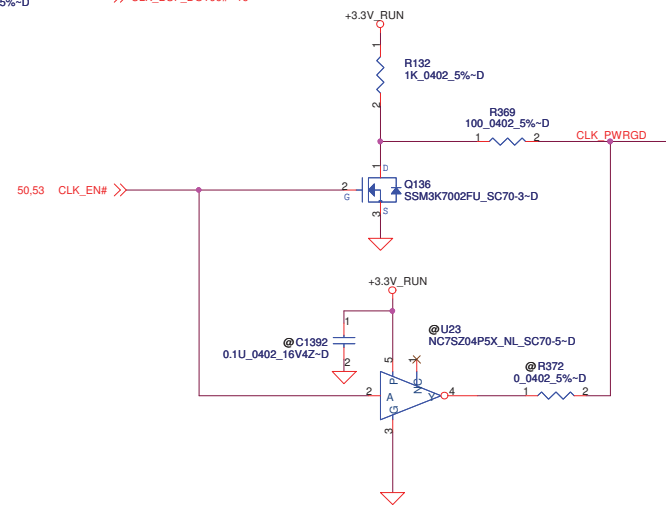 5%~D
+3.3V_RUN
1
R132
1K_0402_5%~D
2
R369
100_0402_5%~D
1
2
CLK_PWRGD
1
D
50,53 CLK_EN#
2
G
Q136
SSM3K7002FU_SC70-3~D
3
S
+3.3V_RUN
1
@C1392
0.1U_0402_16V4Z~D
2
@U23
NC7SZ04P5X_NL_SC70-5~D
5
1
P
NC
2
A
Y
4
G
3
@R372
0_0402_5%~D
1
2